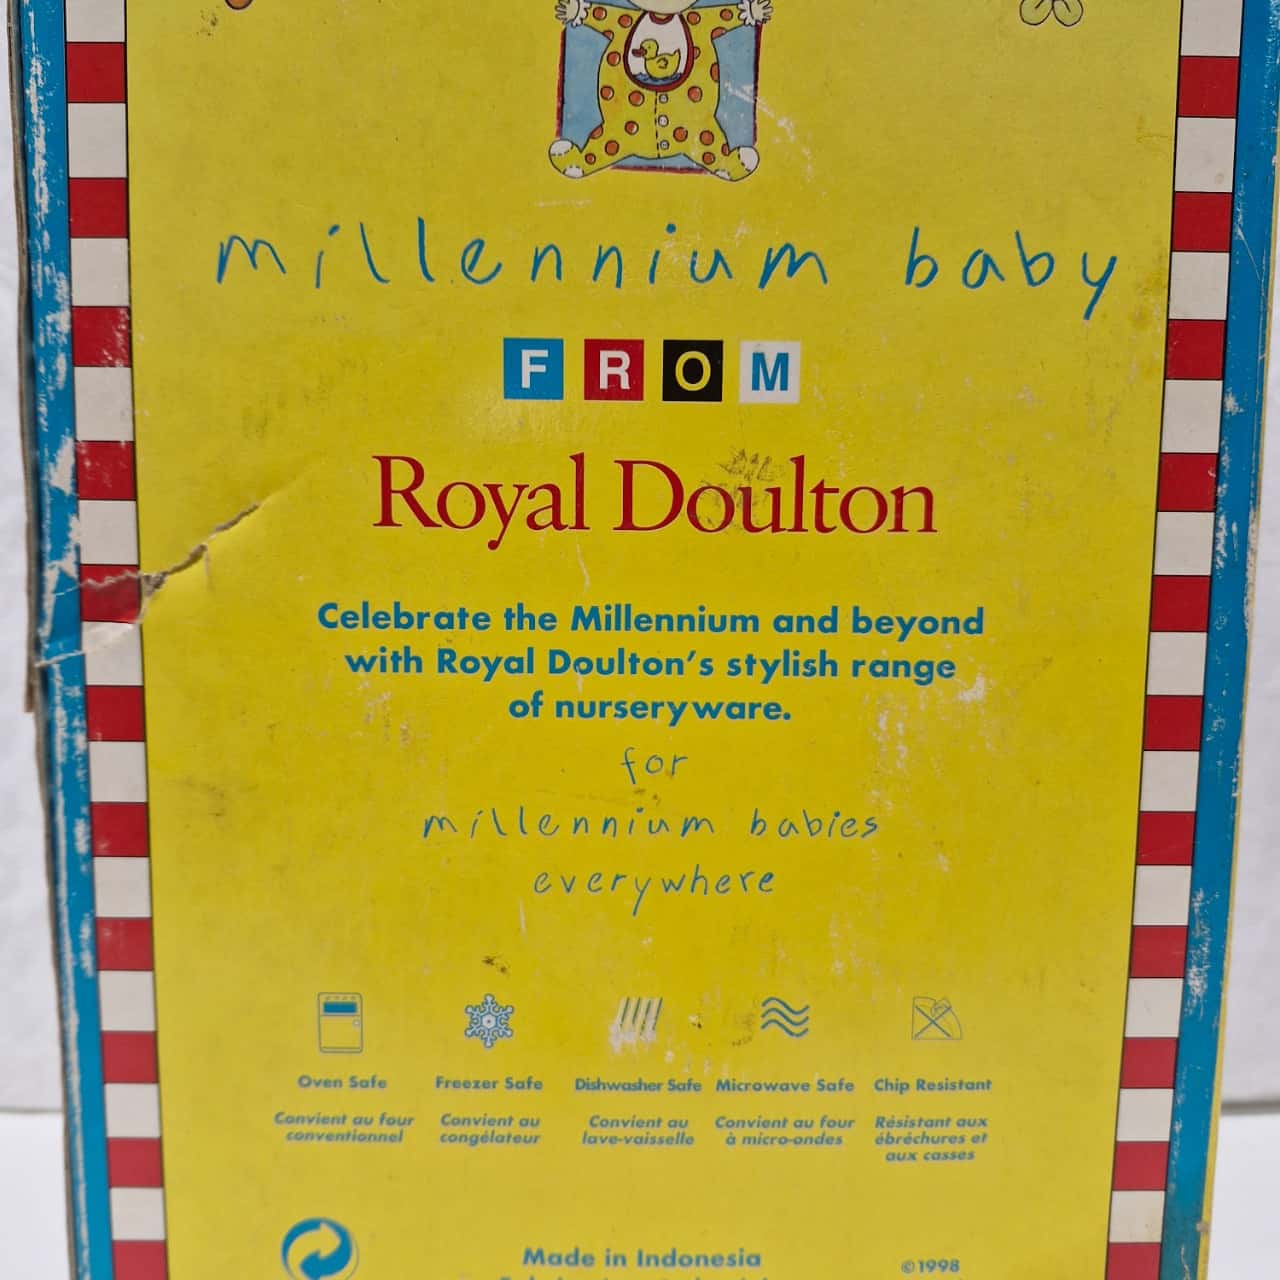 millennium baby
FROM
Royal Doulton
Celebrate the Millennium and beyond
with Royal Doulton's stylish range
of nurseryware.
for
millennium babies
everywhere
Oven Safe Freezer Safe Dishwasher Safe Microwave Safe Chip Resistant
Convient au four
conventionnel
Convient au
congélateur
Convient au
lave-vaisselle
Convient au four
à micro-ondes
Résistant aux
ébréchures et
aux casses
Made in Indonesia
©1998